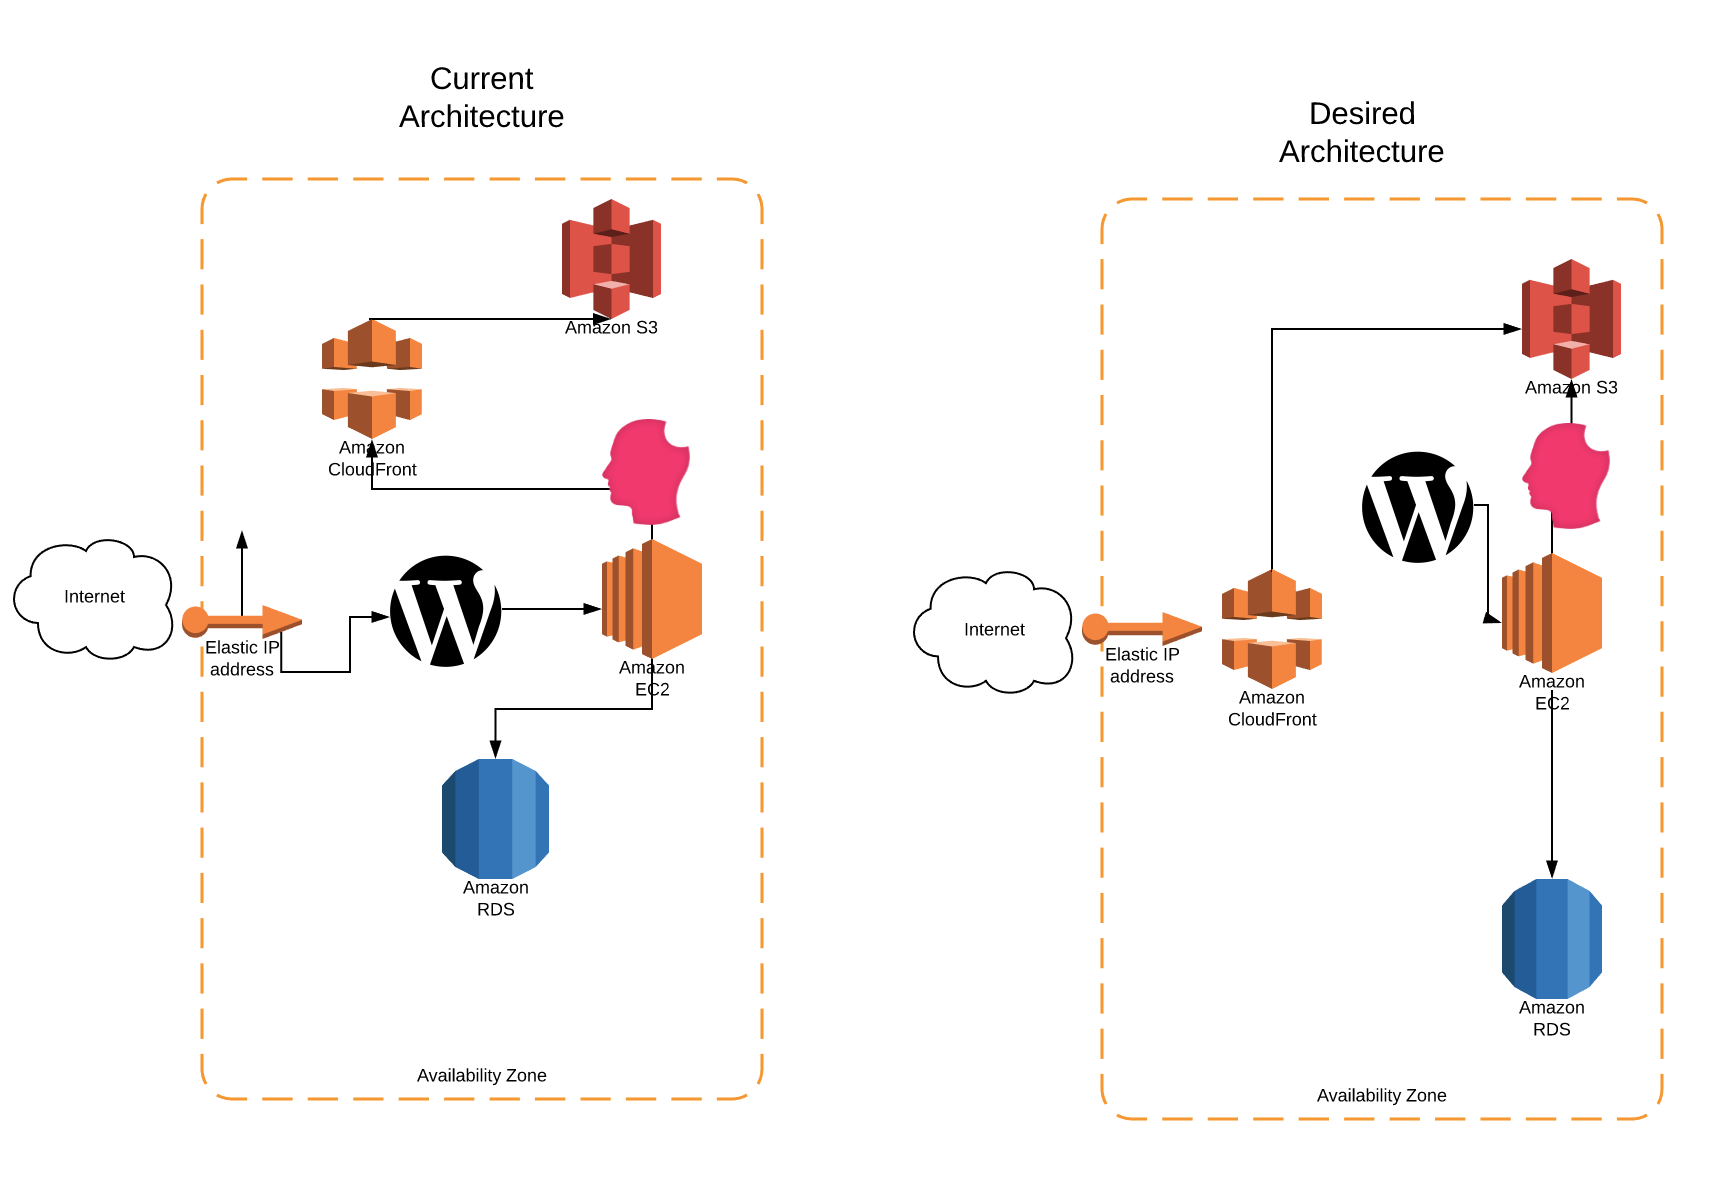 Current
Architecture
Amazon S3
Amazon
CloudFront
Internet
Elastic IP
address
Amazon
EC2
Amazon
RDS
Availability Zone
Desired
Architecture
Amazon S3
Internet
Elastic IP
address
Amazon
CloudFront
Amazon
EC2
Amazon
RDS
Availability Zone